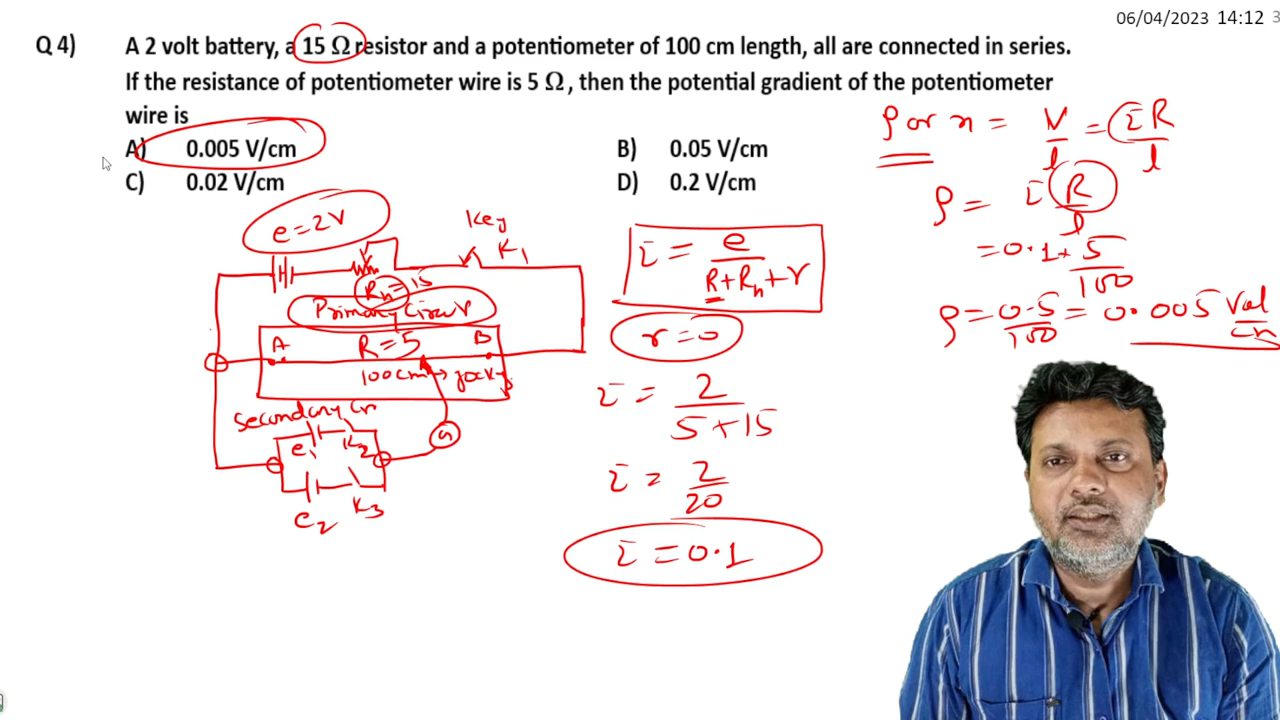 06/04/2023 14:12 3
Q 4) A 2 volt battery, a 15 Ω resistor and a potentiometer of 100 cm length, all are connected in series.
If the resistance of potentiometer wire is 5 Ω, then the potential gradient of the potentiometer
wire is
A) 0.005 V/cm B) 0.05 V/cm
C) 0.02 V/cm D) 0.2 V/cm
e=2V
Key
K1
Rh=15
Primary Circuit
A R=5 B
100cm → jocky
Secondary Cir
e1 K2
G
e2 K3
I = e/(R+Rh+r)
r=0
I = 2/(5+15)
I = 2/20
I = 0.1
ρ or x = V/l = IR/l
ρ = I R/l
=0.1 * 5/100
ρ = 0.5/100 = 0.005 Vol/cm